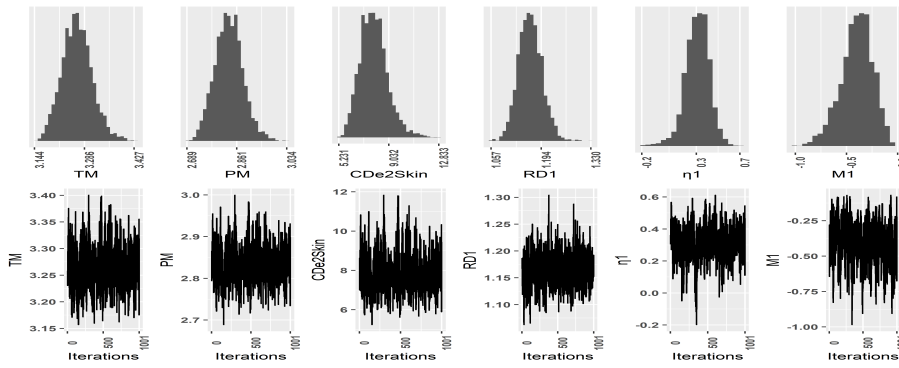 3.144 3.286 3.427
TM
2.689 2.861 3.034
PM
5.231 9.032 12.833
CDe2Skin
1.057 1.194 1.330
RD1
-0.2 0.3 0.7
η1
-1.0 -0.5
M1
TM
3.40
3.35
3.30
3.25
3.20
3.15
0 500 1001
Iterations
PM
3.0
2.9
2.8
2.7
0 500 1001
Iterations
CDe2Skin
12
10
8
6
0 500 1001
Iterations
RD1
1.30
1.25
1.20
1.15
1.10
0 500 1001
Iterations
η1
0.6
0.4
0.2
0.0
-0.2
0 500 1001
Iterations
M1
-0.25
-0.50
-0.75
-1.00
0 500 1001
Iterations